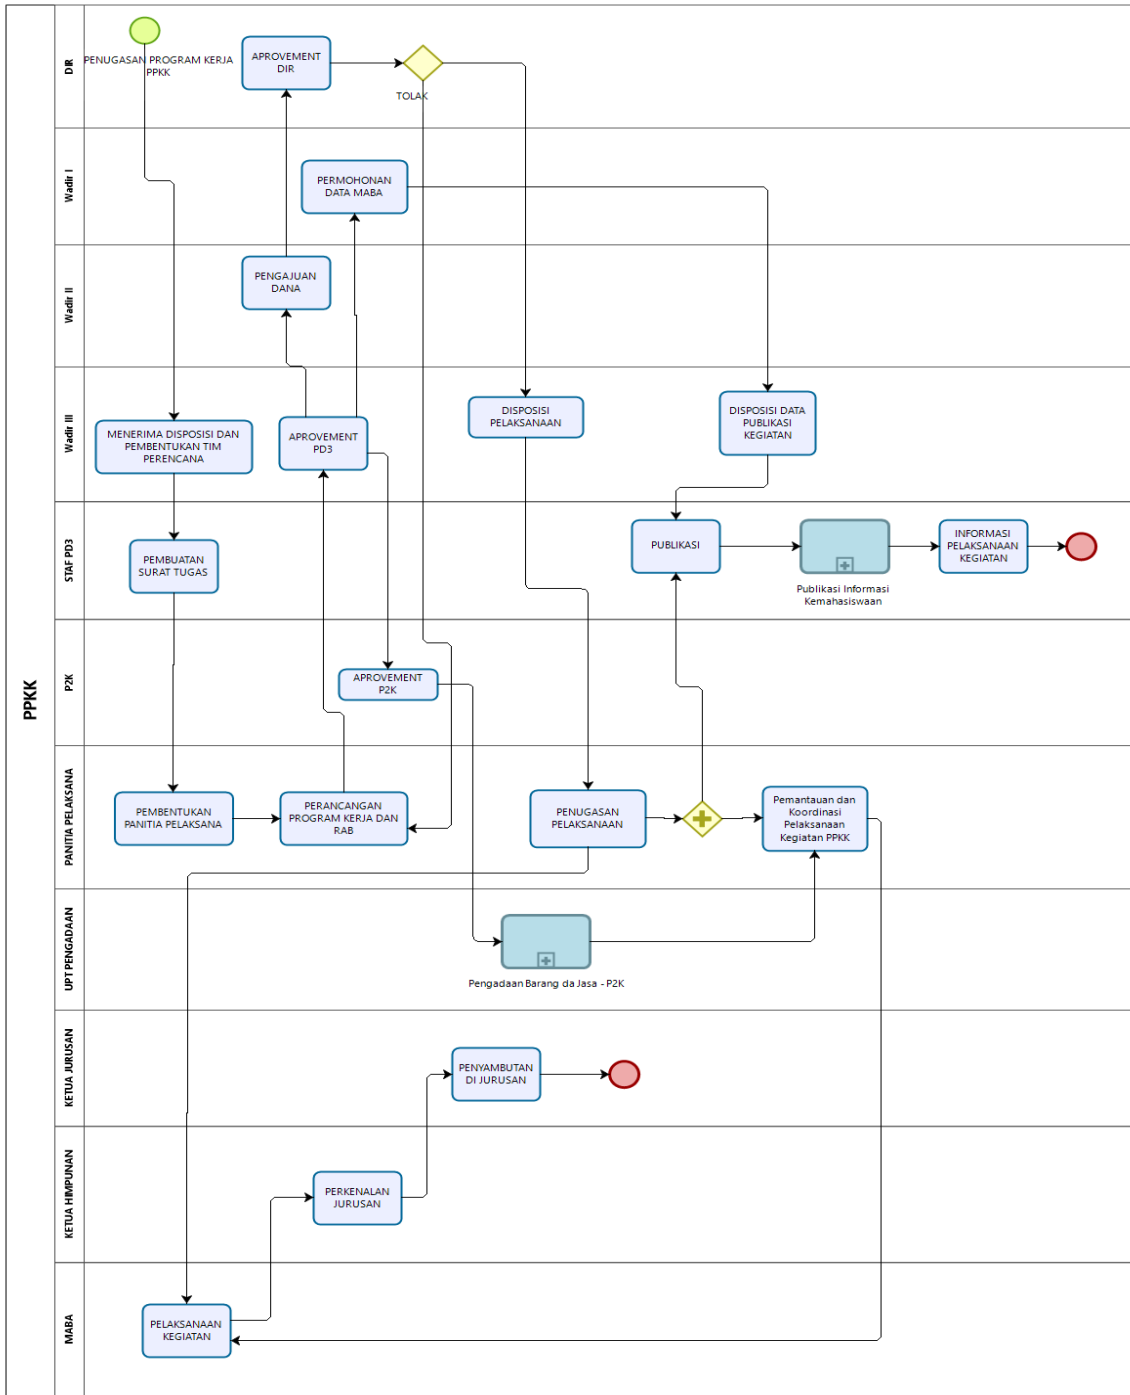 PPKK
DIR
PENUGASAN PROGRAM KERJA
PPKK
APROVEMENT
DIR
TOLAK
Wadir I
PERMOHONAN
DATA MABA
Wadir II
PENGAJUAN
DANA
Wadir III
MENERIMA DISPOSISI DAN
PEMBENTUKAN TIM
PERENCANA
APROVEMENT
PD3
DISPOSISI
PELAKSANAAN
DISPOSISI DATA
PUBLIKASI
KEGIATAN
STAF PD3
PEMBUATAN
SURAT TUGAS
PUBLIKASI
Publikasi Informasi
Kemahasiswaan
INFORMASI
PELAKSANAAN
KEGIATAN
P2K
APROVEMENT
P2K
PANITIA PELAKSANA
PEMBENTUKAN
PANITIA PELAKSANA
PERANCANGAN
PROGRAM KERJA DAN
RAB
PENUGASAN
PELAKSANAAN
Pemantauan dan
Koordinasi
Pelaksanaan
Kegiatan PPKK
UPT PENGADAAN
Pengadaan Barang da Jasa - P2K
KETUA JURUSAN
PENYAMBUTAN
DI JURUSAN
KETUA HIMPUNAN
PERKENALAN
JURUSAN
MABA
PELAKSANAAN
KEGIATAN